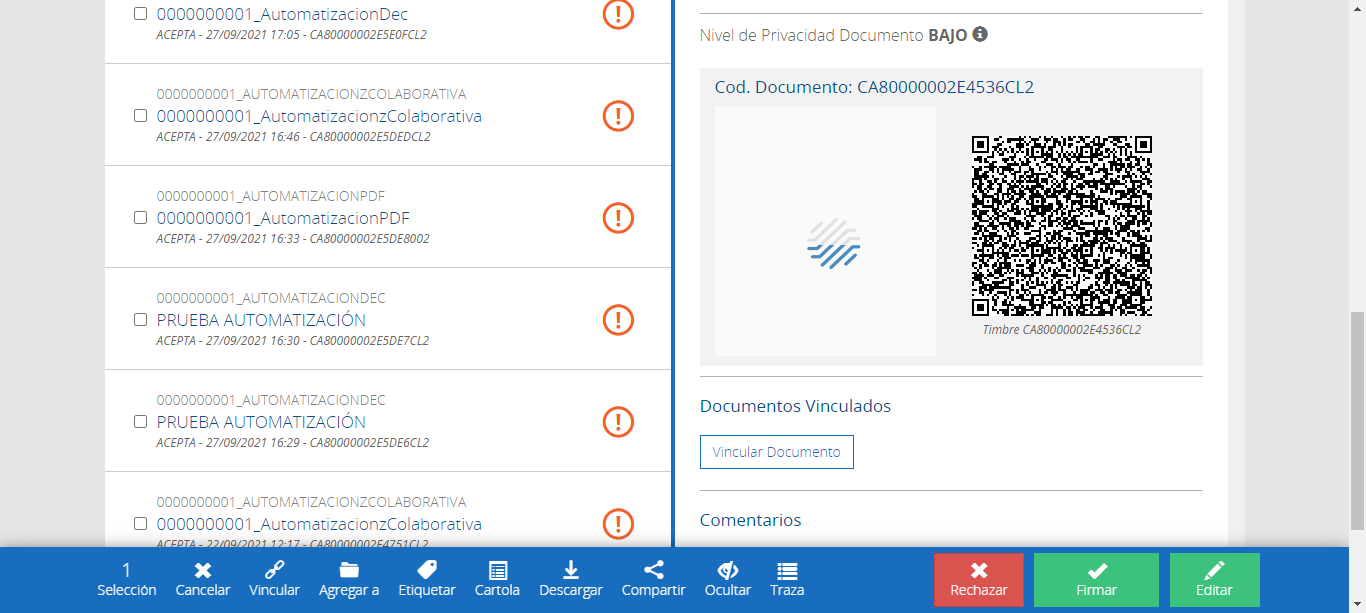 0000000001_AutomatizacionDec
ACEPTA - 27/09/2021 17:05 - CA80000002E5E0FCL2
0000000001_AUTOMATIZACIONZCOLABORATIVA
0000000001_AutomatizacionzColaborativa
ACEPTA - 27/09/2021 16:46 - CA80000002E5DEDCL2
0000000001_AUTOMATIZACIONPDF
0000000001_AutomatizacionPDF
ACEPTA - 27/09/2021 16:33 - CA80000002E5DE8002
0000000001_AUTOMATIZACIONDEC
PRUEBA AUTOMATIZACIÓN
ACEPTA - 27/09/2021 16:30 - CA80000002E5DE7CL2
0000000001_AUTOMATIZACIONDEC
PRUEBA AUTOMATIZACIÓN
ACEPTA - 27/09/2021 16:29 - CA80000002E5DE6CL2
0000000001_AUTOMATIZACIONZCOLABORATIVA
0000000001_AutomatizacionzColaborativa
ACEPTA - 22/09/2021 12:17 - CA80000002E4751CL2
Nivel de Privacidad Documento BAJO
Cod. Documento: CA80000002E4536CL2
Timbre CA80000002E4536CL2
Documentos Vinculados
Vincular Documento
Comentarios
1
Selección
Cancelar
Vincular
Agregar a
Etiquetar
Cartola
Descargar
Compartir
Ocultar
Traza
Rechazar
Firmar
Editar